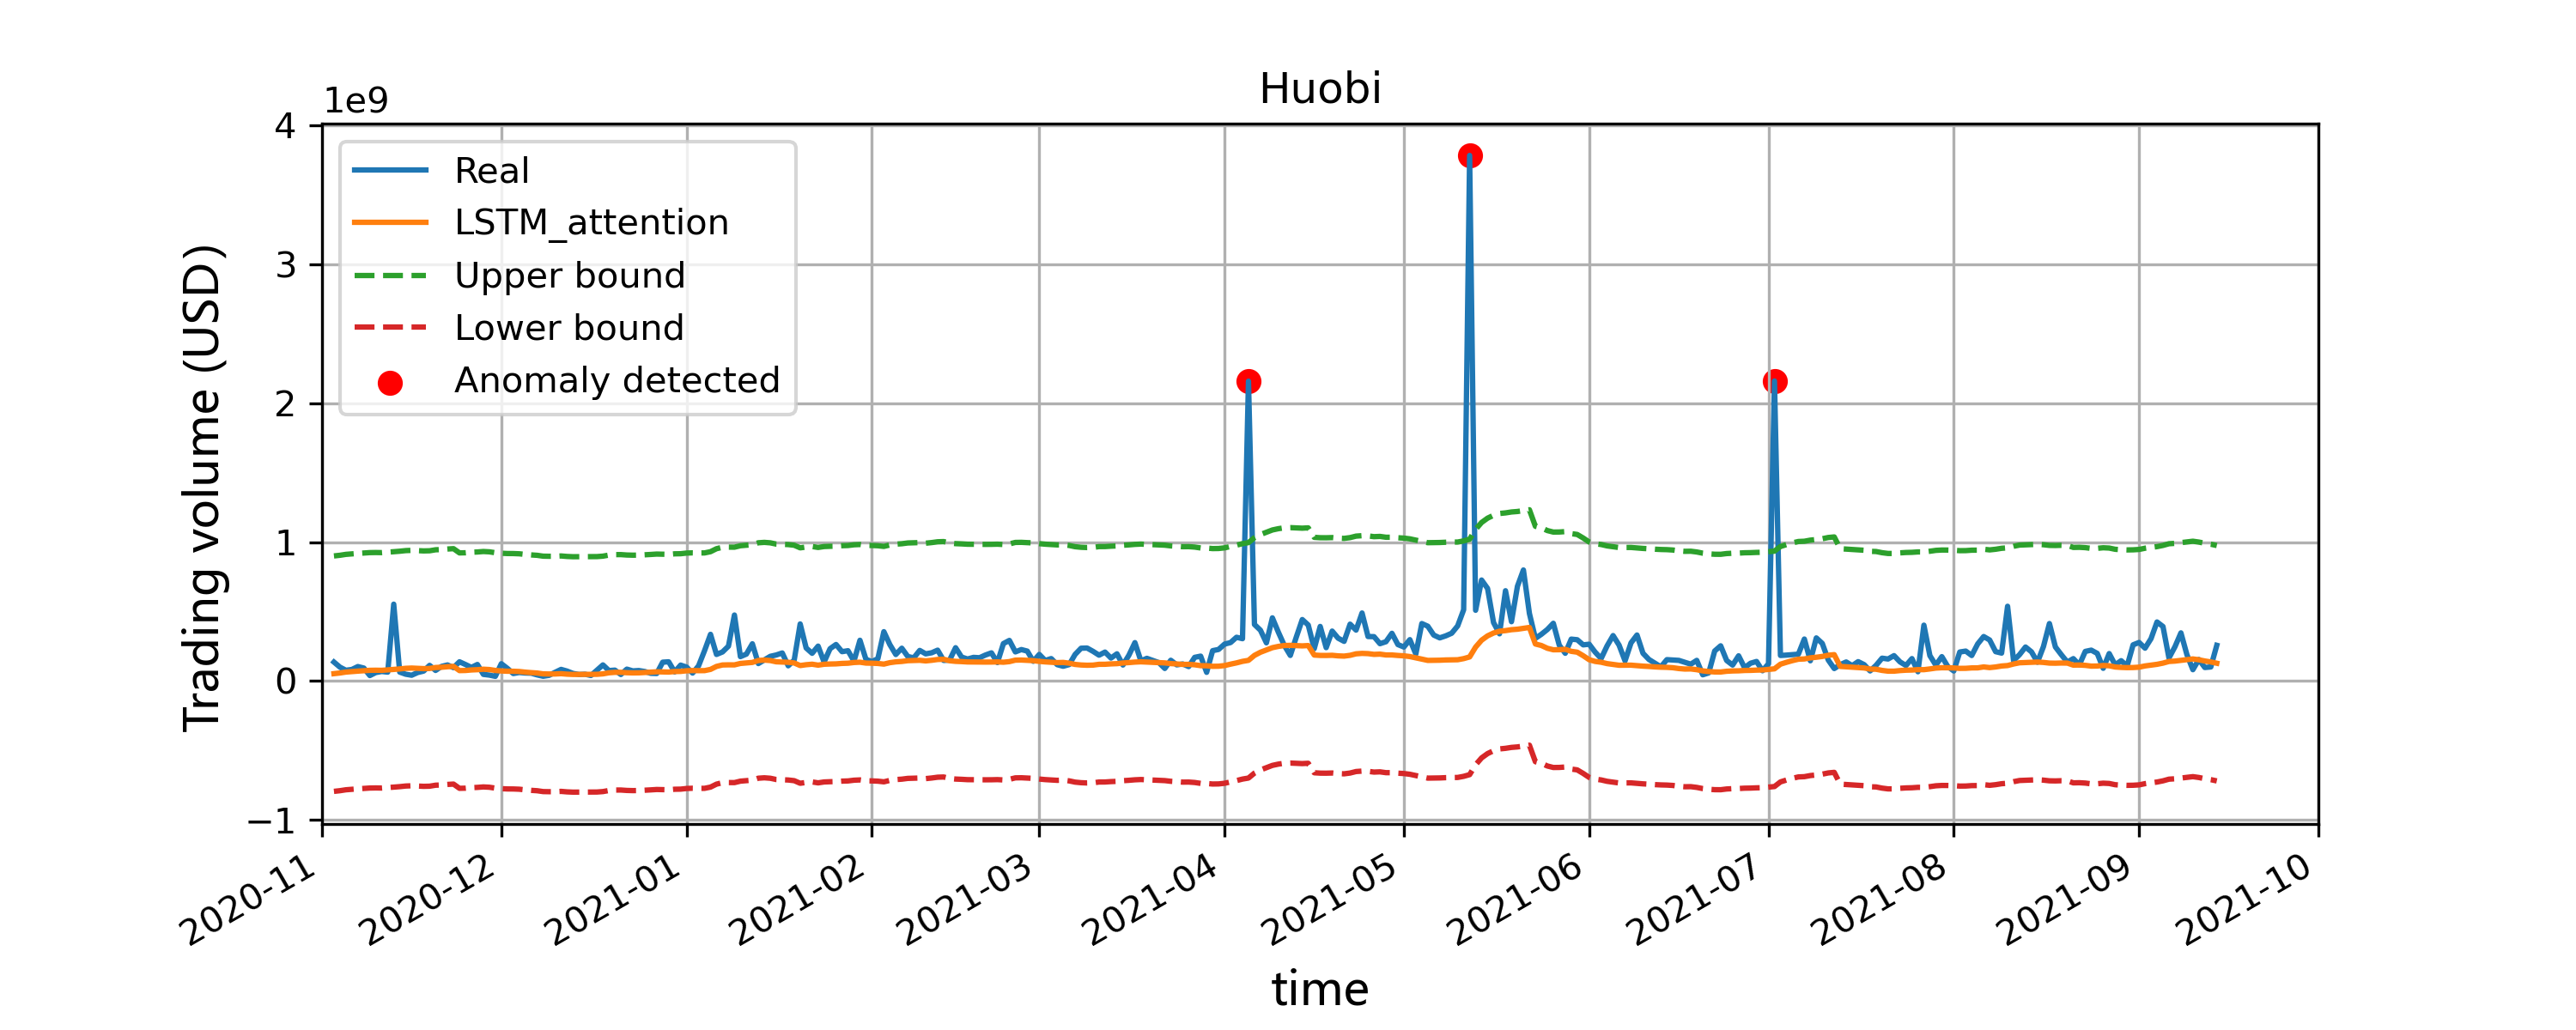 Huobi
1e9
4
3
2
1
0
−1
Trading volume (USD)
Real
LSTM_attention
Upper bound
Lower bound
Anomaly detected
2020-11
2020-12
2021-01
2021-02
2021-03
2021-04
2021-05
2021-06
2021-07
2021-08
2021-09
2021-10
time